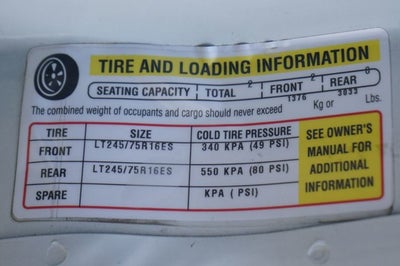 TIRE AND LOADING INFORMATION
SEATING CAPACITY TOTAL 2 FRONT 2 REAR 0
The combined weight of occupants and cargo should never exceed 1376 Kg or 3033 Lbs.
TIRE SIZE COLD TIRE PRESSURE
FRONT LT245/75R16ES 340 KPA (49 PSI)
REAR LT245/75R16ES 550 KPA (80 PSI)
SPARE KPA ( PSI)
SEE OWNER'S
MANUAL FOR
ADDITIONAL
INFORMATION